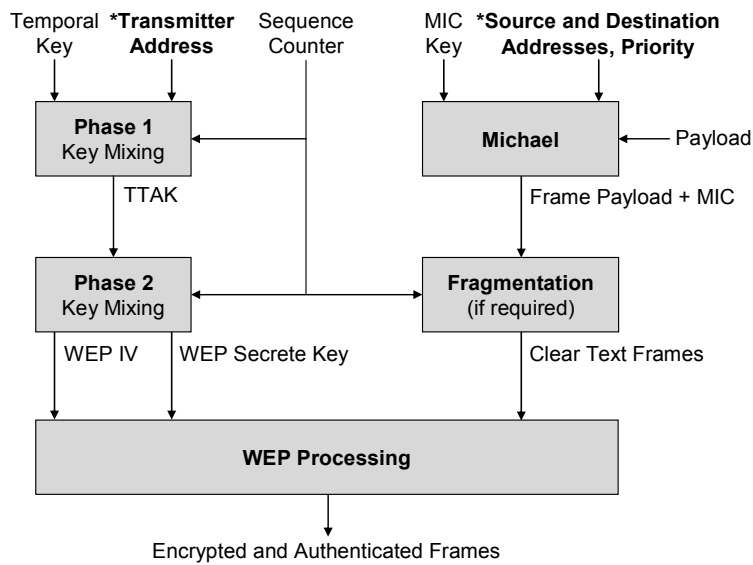 Temporal Key
*Transmitter Address
Sequence Counter
MIC Key
*Source and Destination Addresses, Priority
Phase 1
Key Mixing
Michael
Payload
TTAK
Frame Payload + MIC
Phase 2
Key Mixing
Fragmentation
(if required)
WEP IV
WEP Secrete Key
Clear Text Frames
WEP Processing
Encrypted and Authenticated Frames